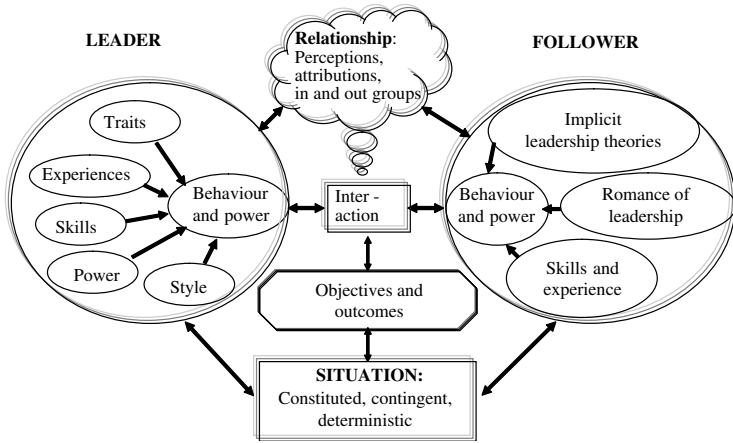 LEADER
Relationship:
Perceptions,
attributions,
in and out groups
FOLLOWER
Traits
Experiences
Skills
Power
Style
Behaviour
and power
Inter -
action
Behaviour
and power
Implicit
leadership theories
Romance of
leadership
Skills and
experience
Objectives and
outcomes
SITUATION:
Constituted, contingent,
deterministic